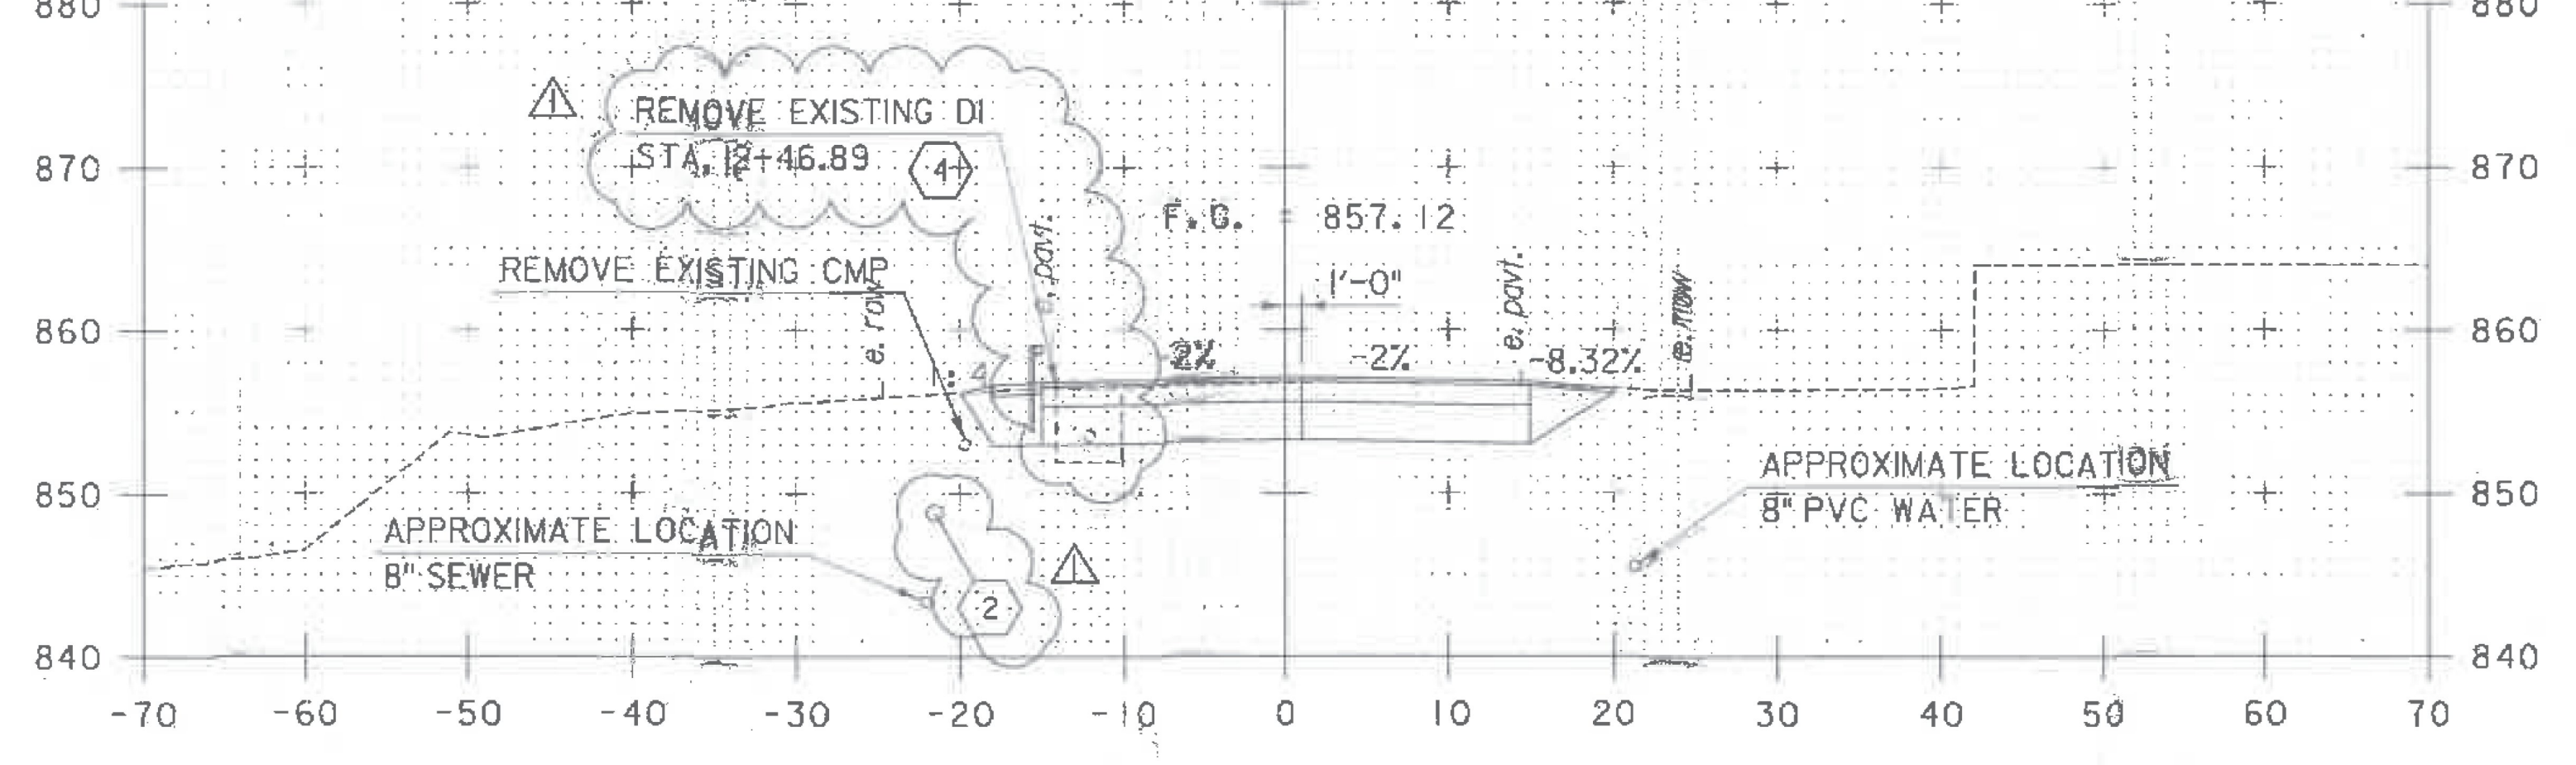 880
880
1
REMOVE EXISTING DI
STA. 12+46.89
4
870
870
F.G. = 857.12
e. pavt.
REMOVE EXISTING CMP
1'-0"
e. row
e. pavt.
e. row
860
860
2%
-2%
-8.32%
APPROXIMATE LOCATION
8" PVC WATER
850
850
APPROXIMATE LOCATION
8" SEWER
1
2
840
840
-70 -60 -50 -40 -30 -20 -10 0 10 20 30 40 50 60 70